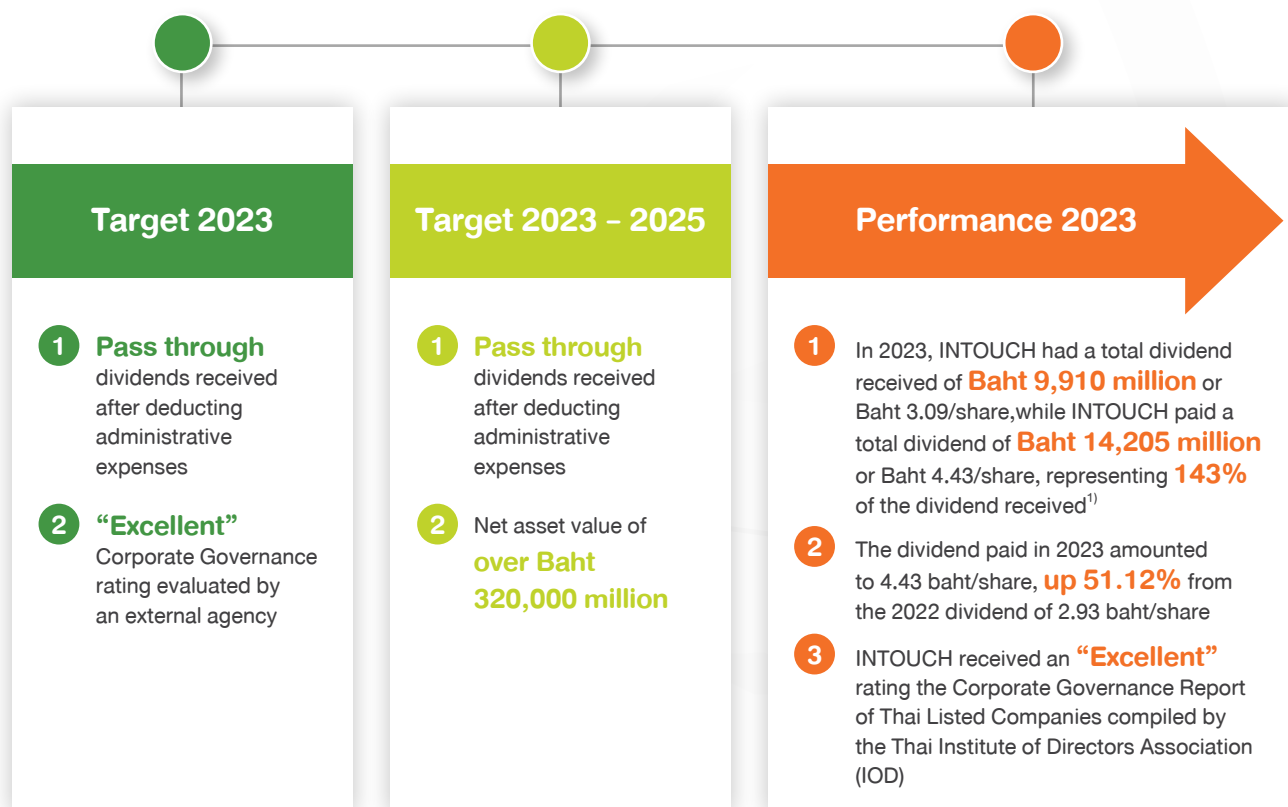 Target 2023
1 Pass through
dividends received
after deducting
administrative
expenses
2 “Excellent”
Corporate Governance
rating evaluated by
an external agency
Target 2023 – 2025
1 Pass through
dividends received
after deducting
administrative
expenses
2 Net asset value of
over Baht
320,000 million
Performance 2023
1 In 2023, INTOUCH had a total dividend
received of Baht 9,910 million or
Baht 3.09/share,while INTOUCH paid a
total dividend of Baht 14,205 million
or Baht 4.43/share, representing 143%
of the dividend received1)
2 The dividend paid in 2023 amounted
to 4.43 baht/share, up 51.12% from
the 2022 dividend of 2.93 baht/share
3 INTOUCH received an “Excellent”
rating the Corporate Governance Report
of Thai Listed Companies compiled by
the Thai Institute of Directors Association
(IOD)